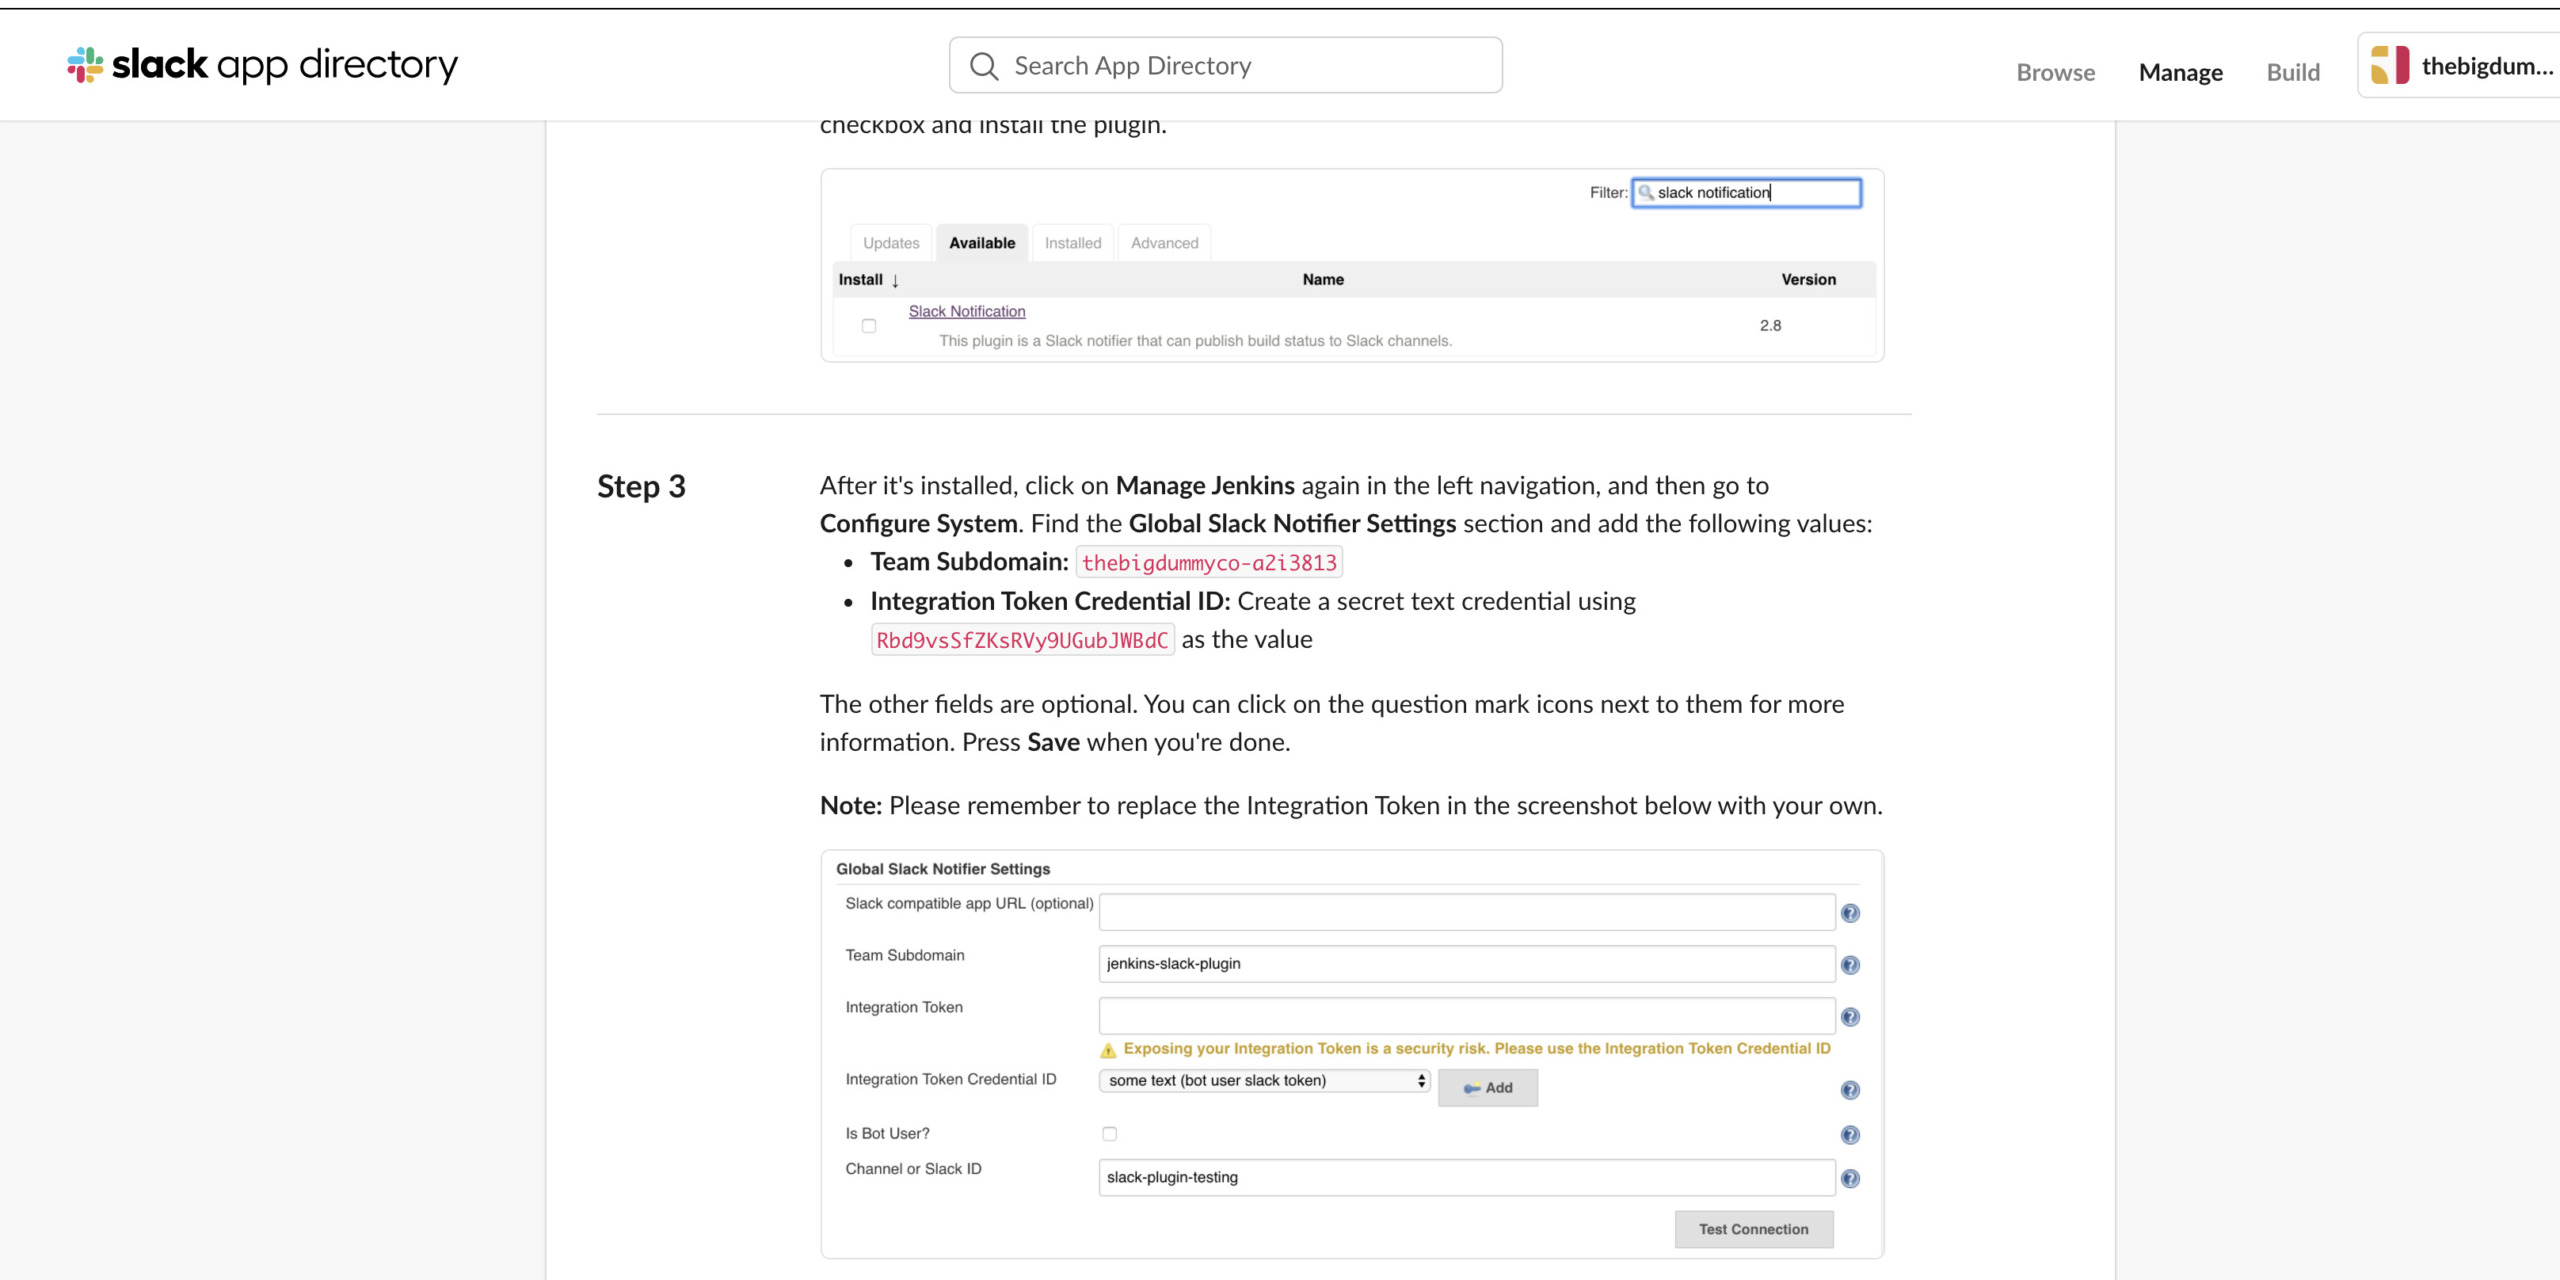 slack app directory
Search App Directory
Browse
Manage
Build
thebigdum...
checkbox and install the plugin.
Filter: slack notification
Updates
Available
Installed
Advanced
Install ↓
Name
Version
Slack Notification
This plugin is a Slack notifier that can publish build status to Slack channels.
2.8
Step 3
After it's installed, click on Manage Jenkins again in the left navigation, and then go to
Configure System. Find the Global Slack Notifier Settings section and add the following values:
• Team Subdomain: thebigdummyco-a2i3813
• Integration Token Credential ID: Create a secret text credential using
Rbd9vsSfZKsRVy9UGubJWBdC as the value
The other fields are optional. You can click on the question mark icons next to them for more
information. Press Save when you're done.
Note: Please remember to replace the Integration Token in the screenshot below with your own.
Global Slack Notifier Settings
Slack compatible app URL (optional)
Team Subdomain
jenkins-slack-plugin
Integration Token
Exposing your Integration Token is a security risk. Please use the Integration Token Credential ID
Integration Token Credential ID
some text (bot user slack token)
Add
Is Bot User?
Channel or Slack ID
slack-plugin-testing
Test Connection